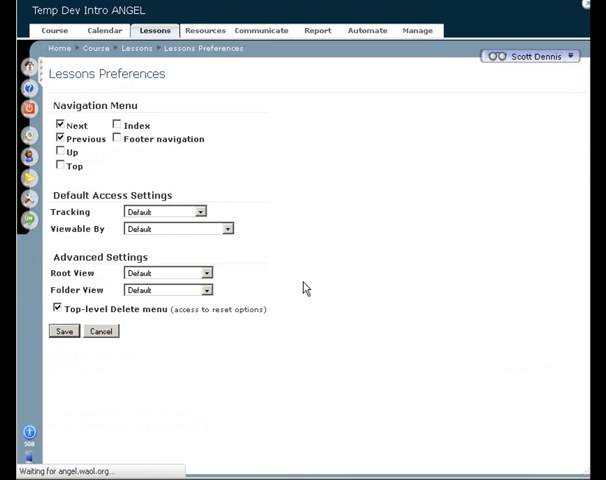 Temp Dev Intro ANGEL
Course Calendar Lessons Resources Communicate Report Automate Manage
Home Course Lessons Lessons Preferences
Scott Dennis
Lessons Preferences
Navigation Menu
Next Index
Previous Footer navigation
Up
Top
Default Access Settings
Tracking Default
Viewable By Default
Advanced Settings
Root View Default
Folder View Default
Top-level Delete menu (access to reset options)
Save Cancel
Waiting for angel.waol.org...